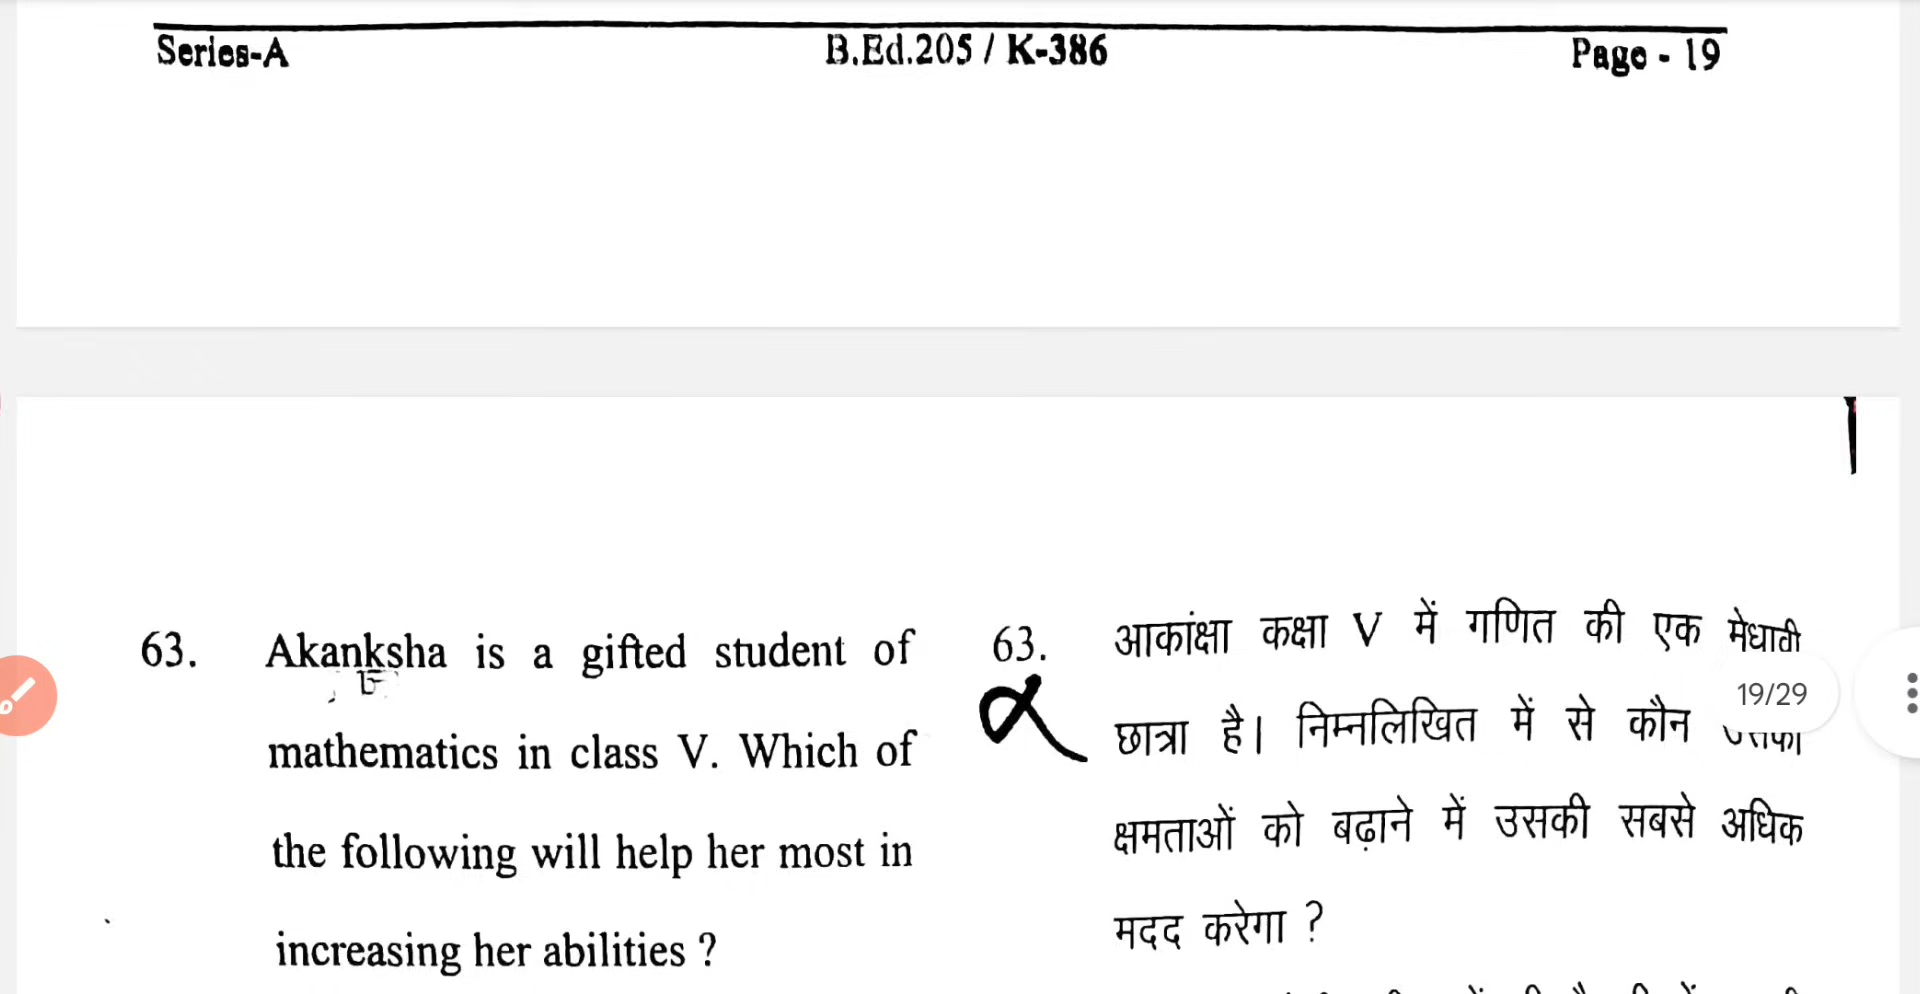 Series-A B.Ed.205 / K-386 Page - 19
63. Akanksha is a gifted student of
mathematics in class V. Which of
the following will help her most in
increasing her abilities ?
63. आकांक्षा कक्षा V में गणित की एक मेधावी
छात्रा है। निम्नलिखित में से कौन
क्षमताओं को बढ़ाने में उसकी सबसे अधिक
मदद करेगा ?
19/29